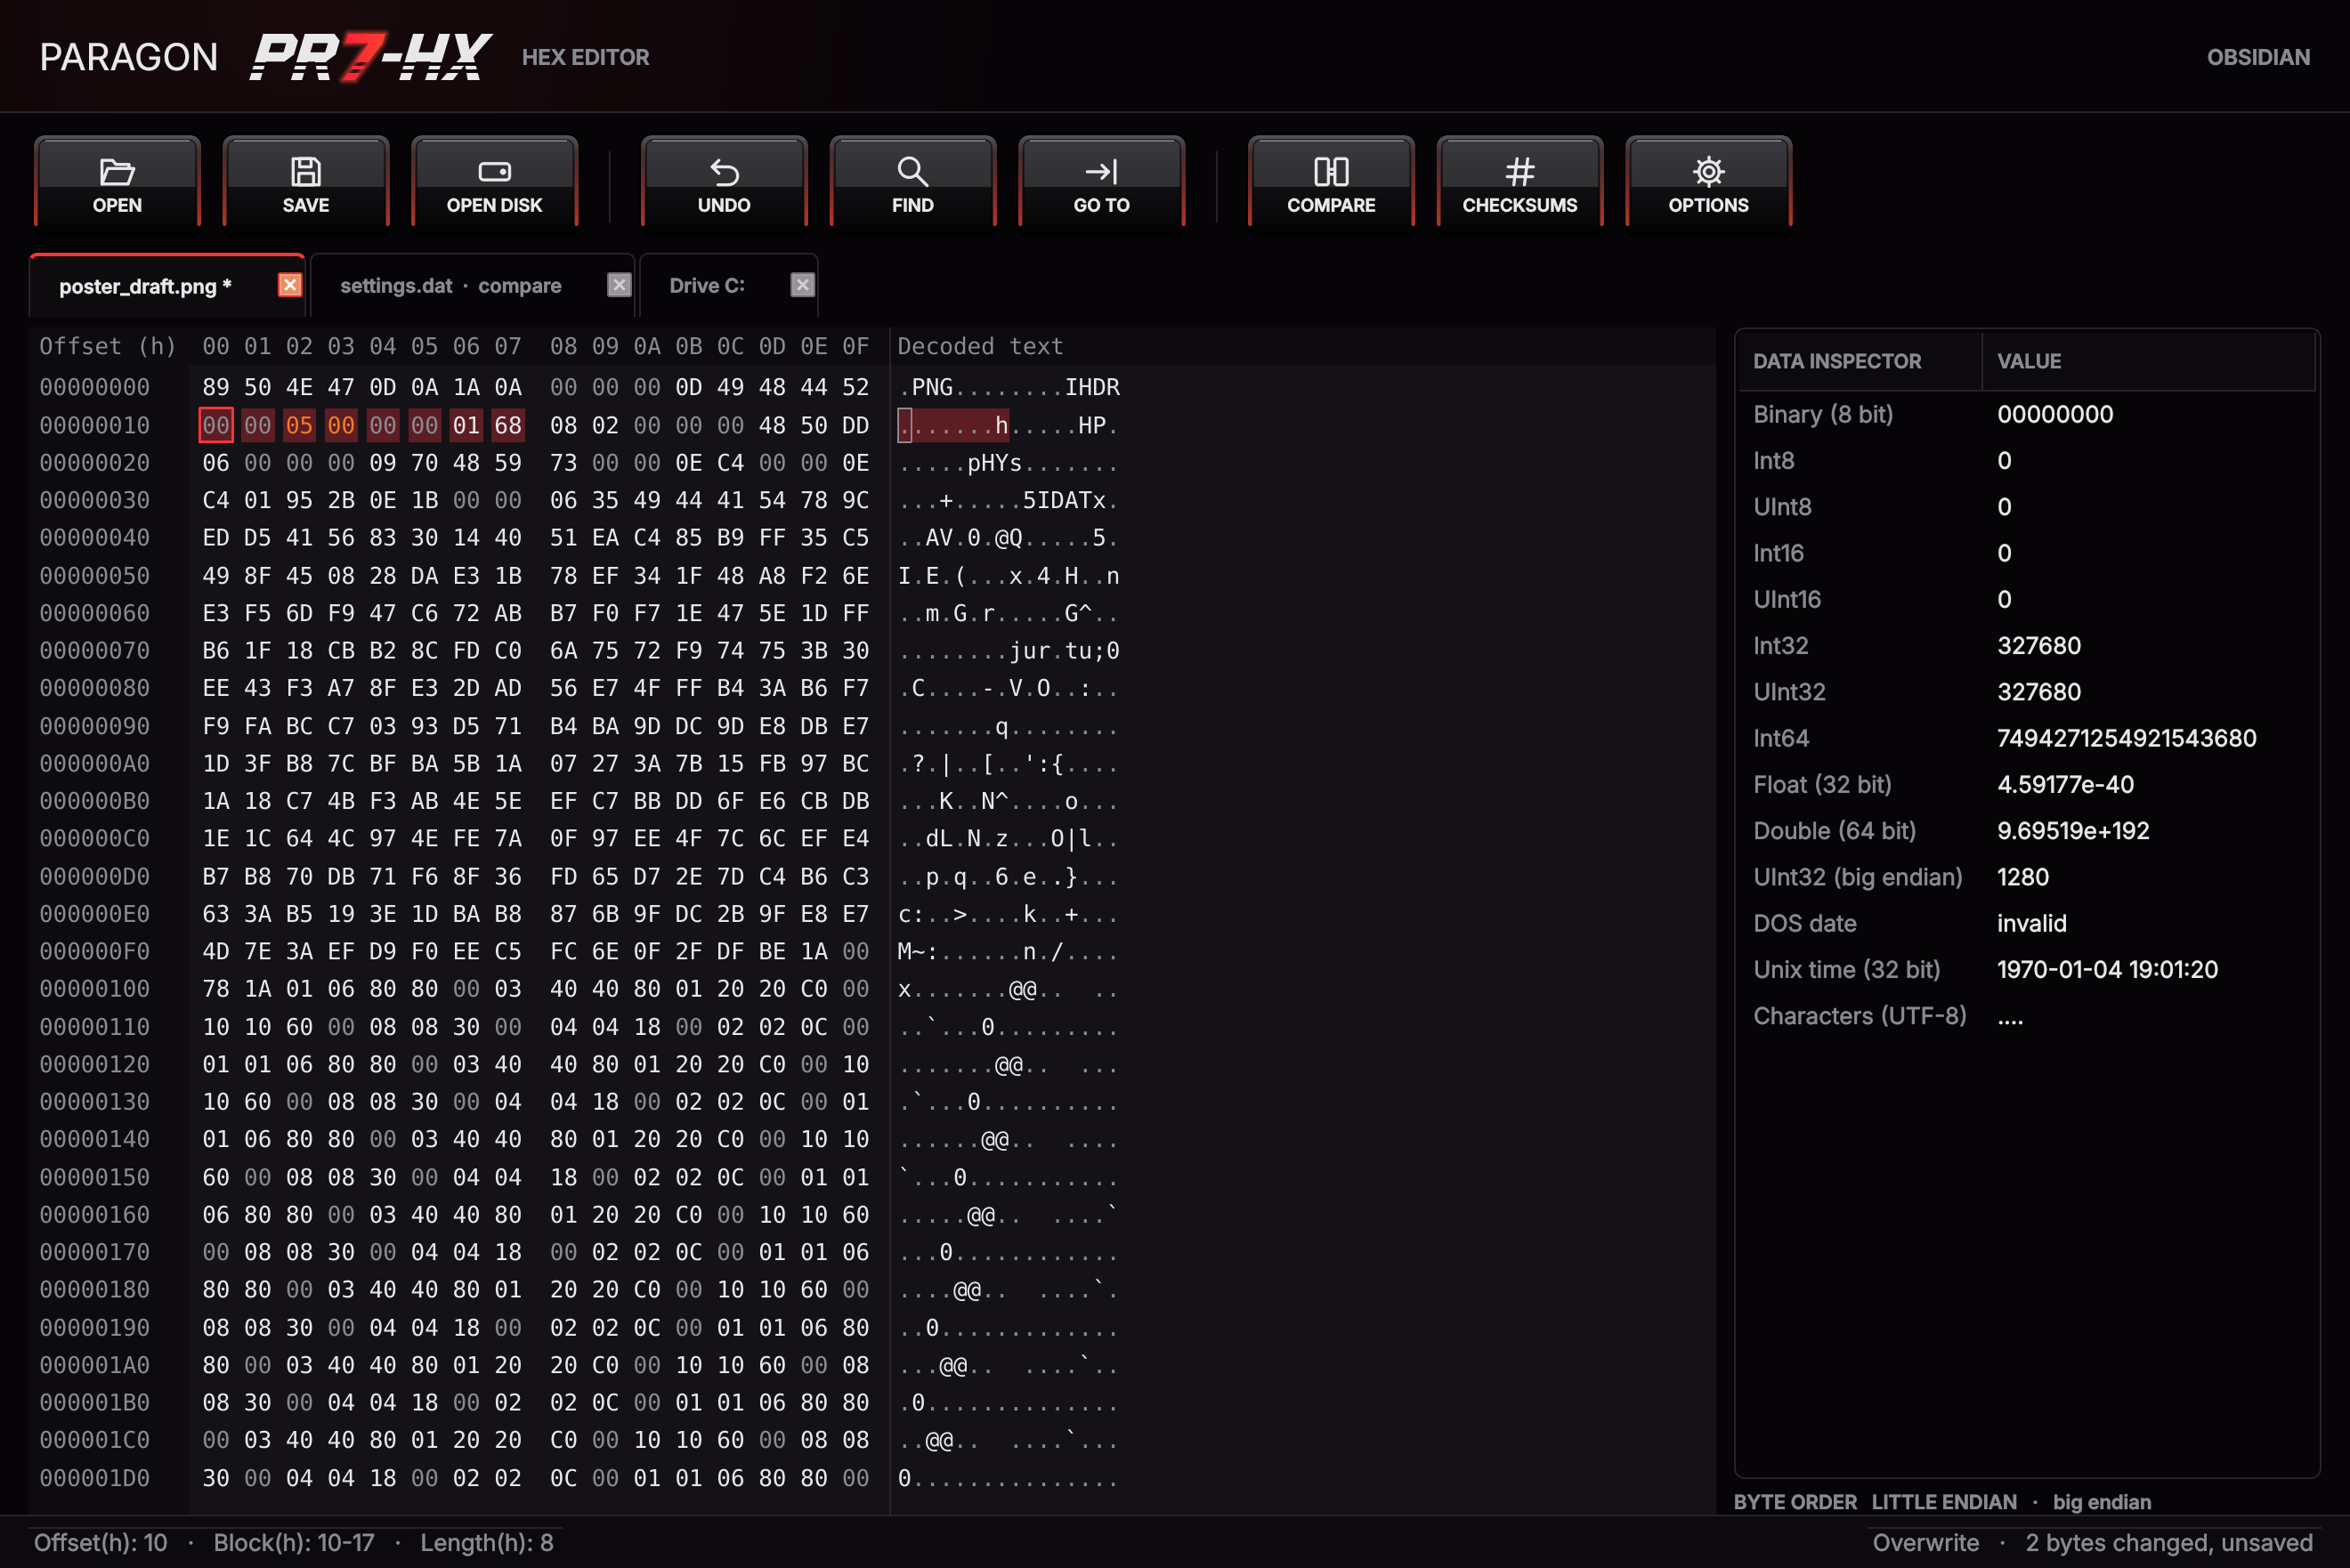 PARAGON PR7-HX HEX EDITOR OBSIDIAN
OPEN SAVE OPEN DISK UNDO FIND GO TO COMPARE CHECKSUMS OPTIONS
poster_draft.png * settings.dat · compare Drive C:
Offset (h) 00 01 02 03 04 05 06 07 08 09 0A 0B 0C 0D 0E 0F Decoded text
00000000 89 50 4E 47 0D 0A 1A 0A 00 00 00 0D 49 48 44 52 .PNG........IHDR
00000010 00 00 05 00 00 00 01 68 08 02 00 00 00 48 50 DD .......h.....HP.
00000020 06 00 00 00 09 70 48 59 73 00 00 0E C4 00 00 0E .....pHYs.......
00000030 C4 01 95 2B 0E 1B 00 00 06 35 49 44 41 54 78 9C ...+.....5IDATx.
00000040 ED D5 41 56 83 30 14 40 51 EA C4 85 B9 FF 35 C5 ..AV.0.@Q.....5.
00000050 49 8F 45 08 28 DA E3 1B 78 EF 34 1F 48 A8 F2 6E I.E.(...x.4.H..n
00000060 E3 F5 6D F9 47 C6 72 AB B7 F0 F7 1E 47 5E 1D FF ..m.G.r.....G^..
00000070 B6 1F 18 CB B2 8C FD C0 6A 75 72 F9 74 75 3B 30 ........jur.tu;0
00000080 EE 43 F3 A7 8F E3 2D AD 56 E7 4F FF B4 3A B6 F7 .C....-.V.O..:..
00000090 F9 FA BC C7 03 93 D5 71 B4 BA 9D DC 9D E8 DB E7 .......q........
000000A0 1D 3F B8 7C BF BA 5B 1A 07 27 3A 7B 15 FB 97 BC .?.|..[..':{....
000000B0 1A 18 C7 4B F3 AB 4E 5E EF C7 BB DD 6F E6 CB DB ...K..N^....o...
000000C0 1E 1C 64 4C 97 4E FE 7A 0F 97 EE 4F 7C 6C EF E4 ..dL.N.z...O|l..
000000D0 B7 B8 70 DB 71 F6 8F 36 FD 65 D7 2E 7D C4 B6 C3 ..p.q..6.e..}...
000000E0 63 3A B5 19 3E 1D BA B8 87 6B 9F DC 2B 9F E8 E7 c:..>....k..+...
000000F0 4D 7E 3A EF D9 F0 EE C5 FC 6E 0F 2F DF BE 1A 00 M~:......n./....
00000100 78 1A 01 06 80 80 00 03 40 40 80 01 20 20 C0 00 x.......@@..  ..
00000110 10 10 60 00 08 08 30 00 04 04 18 00 02 02 0C 00 ..`...0.........
00000120 01 01 06 80 80 00 03 40 40 80 01 20 20 C0 00 10 .......@@..  ...
00000130 10 60 00 08 08 30 00 04 04 18 00 02 02 0C 00 01 .`...0..........
00000140 01 06 80 80 00 03 40 40 80 01 20 20 C0 00 10 10 ......@@..  ....
00000150 60 00 08 08 30 00 04 04 18 00 02 02 0C 00 01 01 `...0...........
00000160 06 80 80 00 03 40 40 80 01 20 20 C0 00 10 10 60 .....@@..  ....`
00000170 00 08 08 30 00 04 04 18 00 02 02 0C 00 01 01 06 ...0............
00000180 80 80 00 03 40 40 80 01 20 20 C0 00 10 10 60 00 ....@@..  ....`.
00000190 08 08 30 00 04 04 18 00 02 02 0C 00 01 01 06 80 ..0.............
000001A0 80 00 03 40 40 80 01 20 20 C0 00 10 10 60 00 08 ...@@..  ....`..
000001B0 08 30 00 04 04 18 00 02 02 0C 00 01 01 06 80 80 .0..............
000001C0 00 03 40 40 80 01 20 20 C0 00 10 10 60 00 08 08 ..@@..  ....`...
000001D0 30 00 04 04 18 00 02 02 0C 00 01 01 06 80 80 00 0...............
DATA INSPECTOR VALUE
Binary (8 bit) 00000000
Int8 0
UInt8 0
Int16 0
UInt16 0
Int32 327680
UInt32 327680
Int64 7494271254921543680
Float (32 bit) 4.59177e-40
Double (64 bit) 9.69519e+192
UInt32 (big endian) 1280
DOS date invalid
Unix time (32 bit) 1970-01-04 19:01:20
Characters (UTF-8) ....
BYTE ORDER LITTLE ENDIAN · big endian
Offset(h): 10 · Block(h): 10-17 · Length(h): 8 Overwrite · 2 bytes changed, unsaved